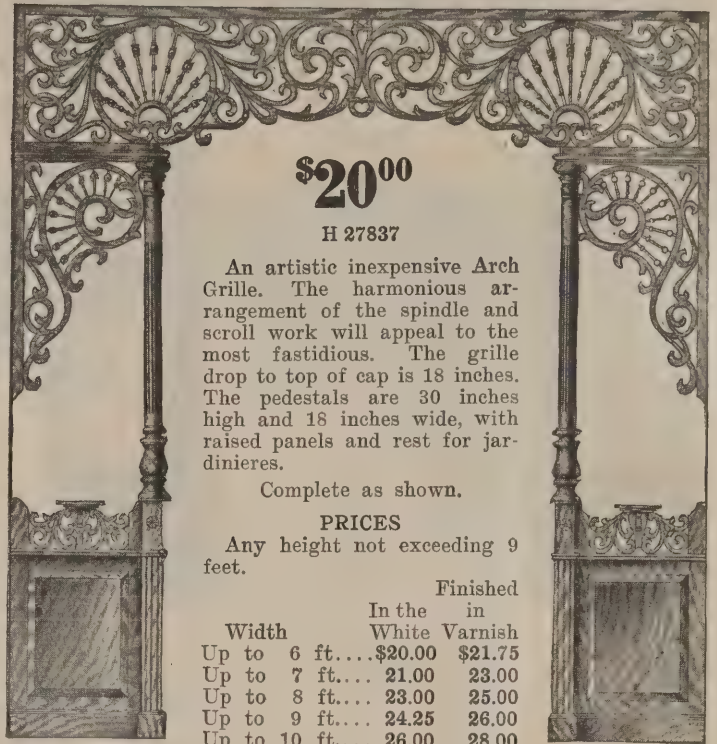 $20⁰⁰
H 27837
An artistic inexpensive Arch
Grille. The harmonious ar-
rangement of the spindle and
scroll work will appeal to the
most fastidious. The grille
drop to top of cap is 18 inches.
The pedestals are 30 inches
high and 18 inches wide, with
raised panels and rest for jar-
dinieres.
Complete as shown.
PRICES
Any height not exceeding 9
feet.
Finished
In the in
Width White Varnish
Up to 6 ft....$20.00 $21.75
Up to 7 ft.... 21.00 23.00
Up to 8 ft.... 23.00 25.00
Up to 9 ft.... 24.25 26.00
Up to 10 ft.... 26.00 28.00